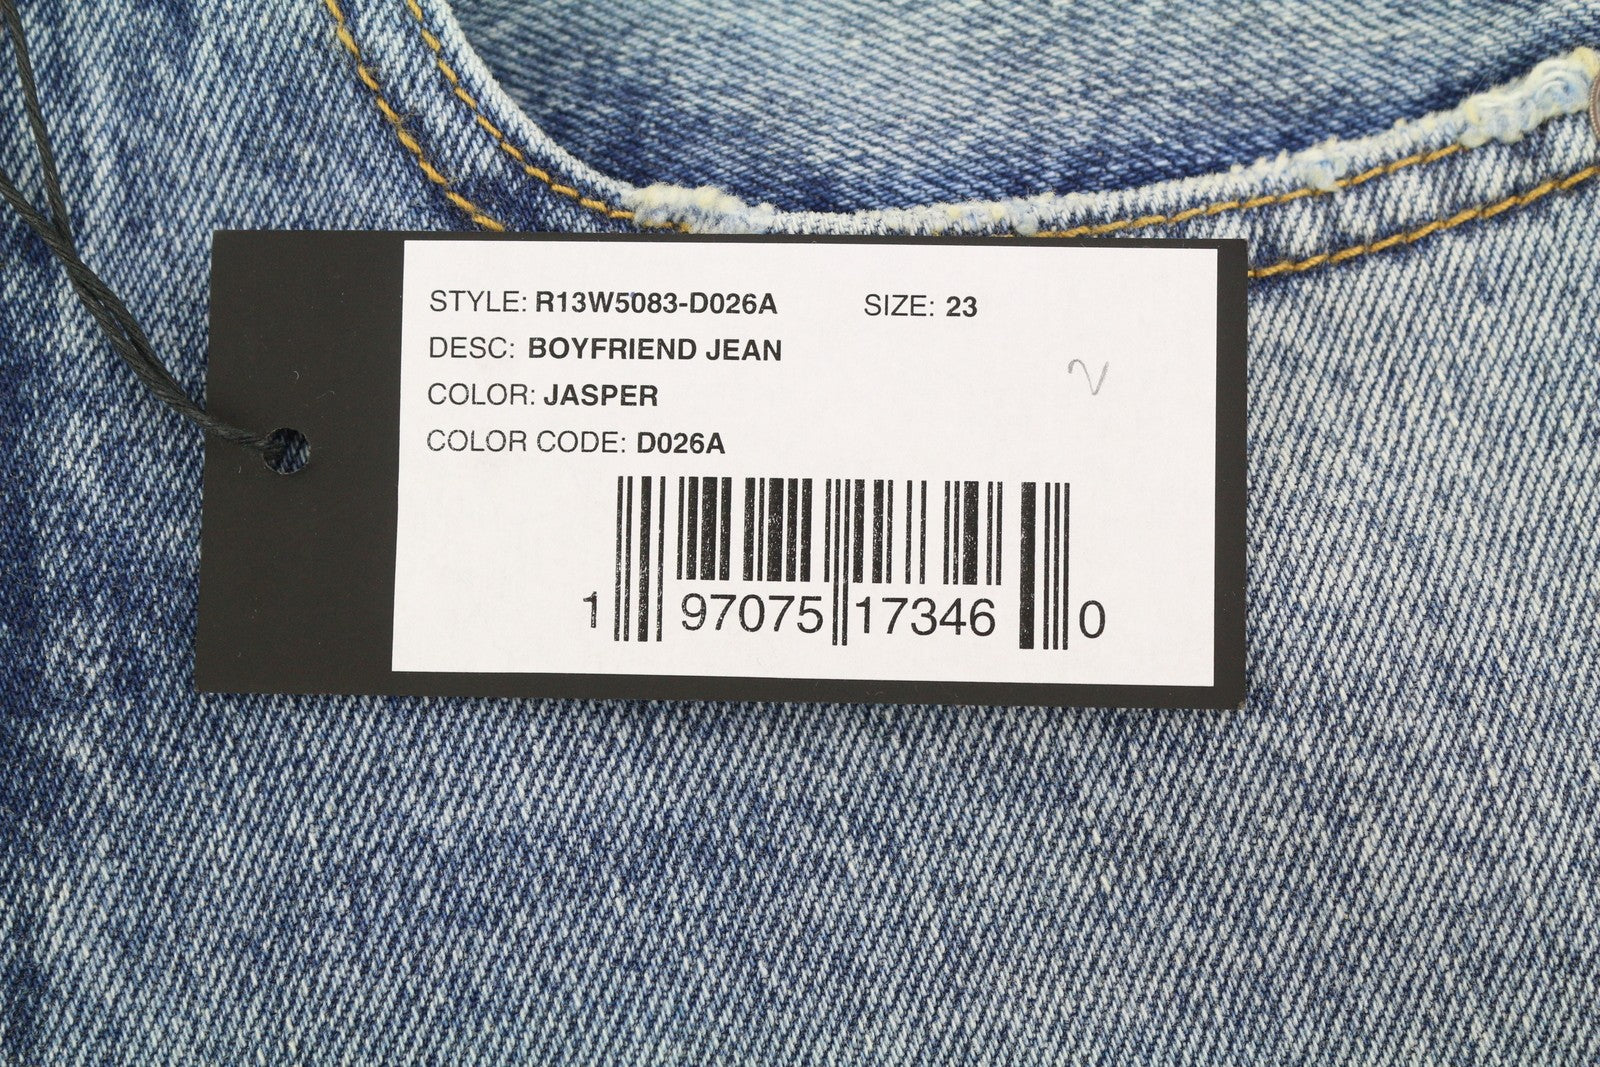 STYLE: R13W5083-D026A SIZE: 23
DESC: BOYFRIEND JEAN
COLOR: JASPER
COLOR CODE: D026A
1 97075 17346 0